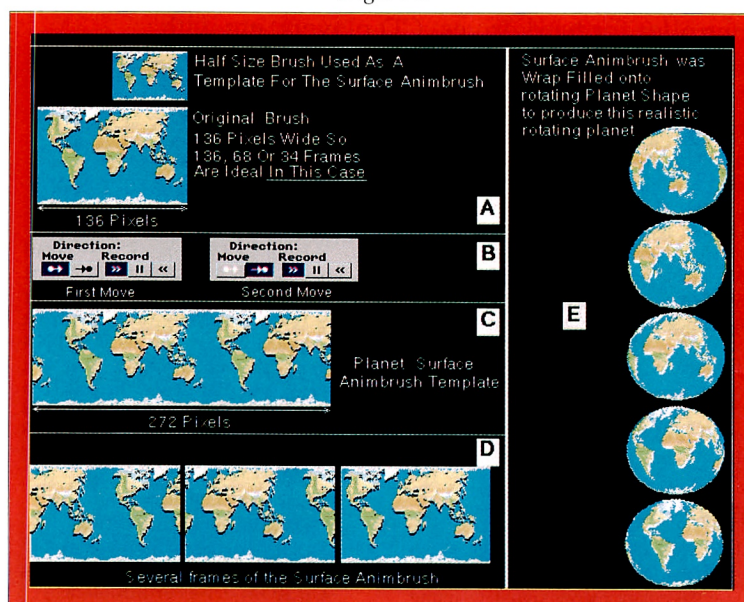 Half Size Brush Used As A
Template For The Surface Animbrush
Original Brush
136 Pixels Wide So
136, 68 Or 34 Frames
Are Ideal In This Case
136 Pixels
A
Direction:
Move Record
First Move
Direction:
Move Record
Second Move
B
C
Planet Surface
Animbrush Template
272 Pixels
D
Several frames of the Surface Animbrush
Surface Animbrush was
Wrap Filled onto
rotating Planet Shape
to produce this realistic
rotating planet
E